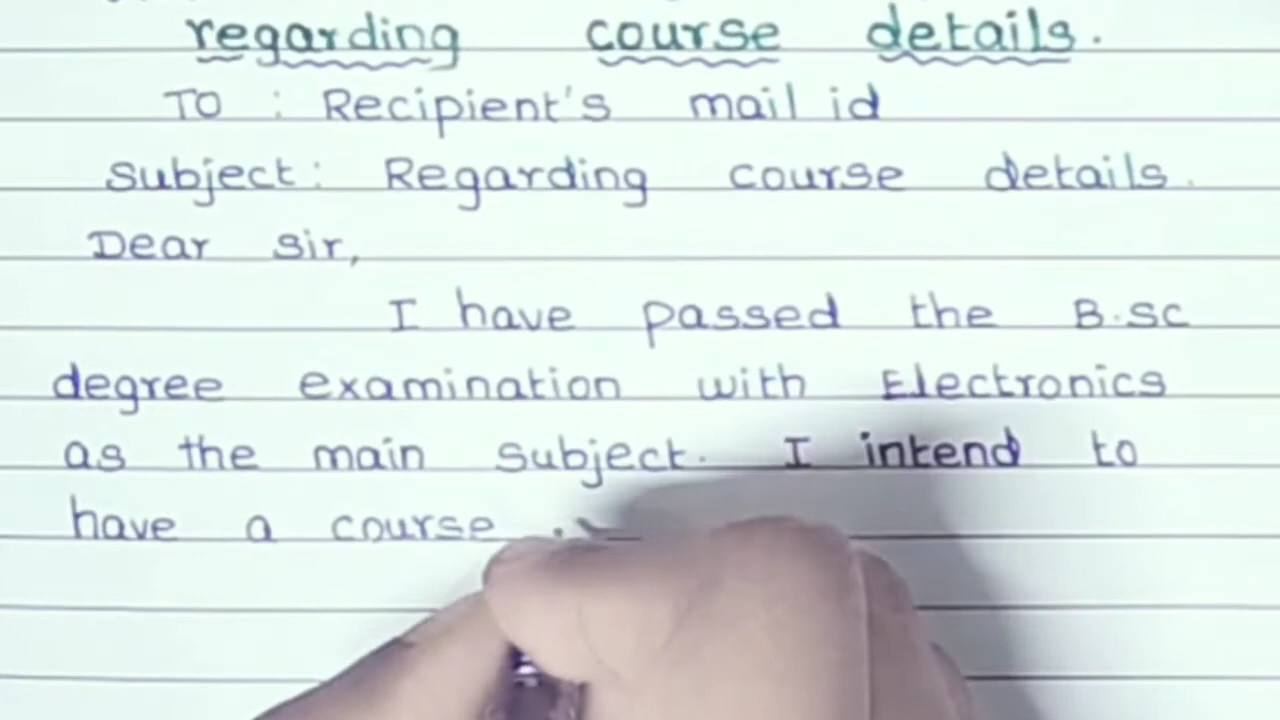 regarding course details.
TO : Recipient's mail id
Subject: Regarding course details.
Dear Sir,
I have passed the B.Sc
degree examination with Electronics
as the main subject. I intend to
have a course